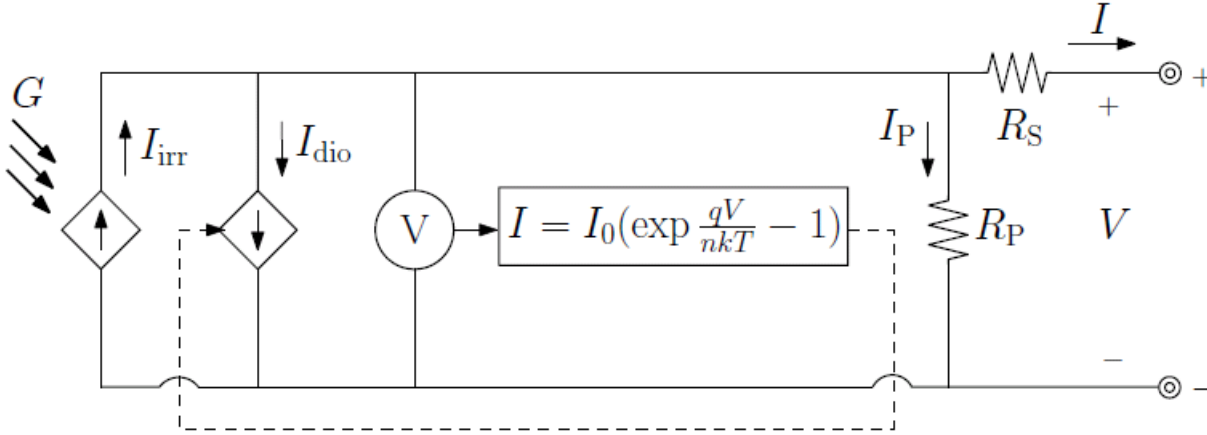 I
G
I_irr
I_dio
I_P
R_S
+
+
V
I = I_0(exp qV/nkT − 1)
R_P
V
−
−